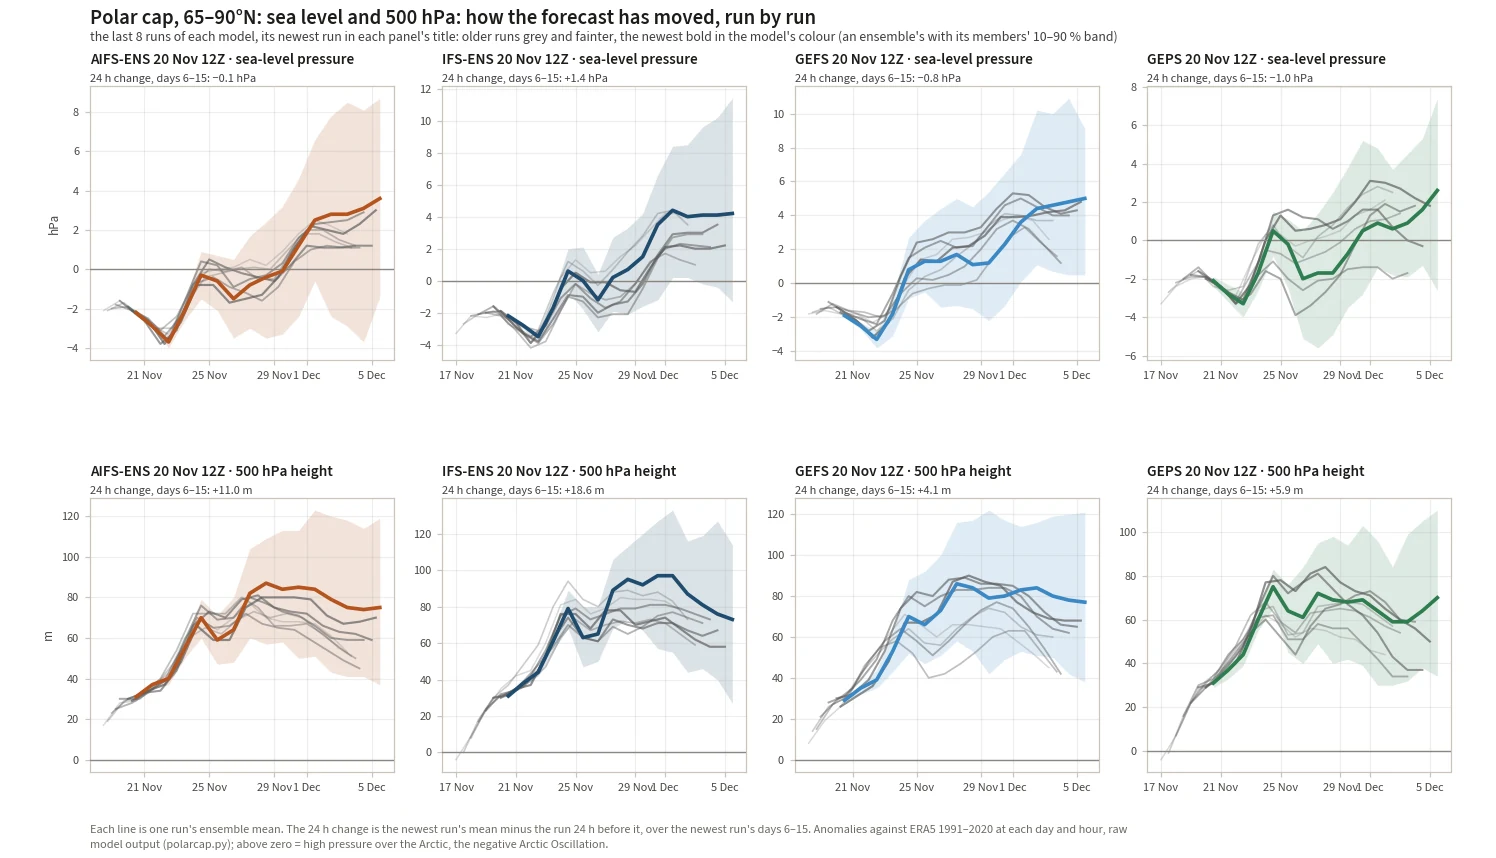 Polar cap, 65–90°N: sea level and 500 hPa: how the forecast has moved, run by run
the last 8 runs of each model, its newest run in each panel's title: older runs grey and fainter, the newest bold in the model's colour (an ensemble's with its members' 10–90 % band)
AIFS-ENS 20 Nov 12Z · sea-level pressure
24 h change, days 6–15: −0.1 hPa
8
6
4
2
0
−2
−4
hPa
21 Nov 25 Nov 29 Nov 1 Dec 5 Dec
IFS-ENS 20 Nov 12Z · sea-level pressure
24 h change, days 6–15: +1.4 hPa
12
10
8
6
4
2
0
−2
−4
17 Nov 21 Nov 25 Nov 29 Nov 1 Dec 5 Dec
GEFS 20 Nov 12Z · sea-level pressure
24 h change, days 6–15: −0.8 hPa
10
8
6
4
2
0
−2
−4
21 Nov 25 Nov 29 Nov 1 Dec 5 Dec
GEPS 20 Nov 12Z · sea-level pressure
24 h change, days 6–15: −1.0 hPa
8
6
4
2
0
−2
−4
−6
17 Nov 21 Nov 25 Nov 29 Nov 1 Dec 5 Dec
AIFS-ENS 20 Nov 12Z · 500 hPa height
24 h change, days 6–15: +11.0 m
120
100
80
60
40
20
0
m
21 Nov 25 Nov 29 Nov 1 Dec 5 Dec
IFS-ENS 20 Nov 12Z · 500 hPa height
24 h change, days 6–15: +18.6 m
120
100
80
60
40
20
0
17 Nov 21 Nov 25 Nov 29 Nov 1 Dec 5 Dec
GEFS 20 Nov 12Z · 500 hPa height
24 h change, days 6–15: +4.1 m
120
100
80
60
40
20
0
21 Nov 25 Nov 29 Nov 1 Dec 5 Dec
GEPS 20 Nov 12Z · 500 hPa height
24 h change, days 6–15: +5.9 m
100
80
60
40
20
0
17 Nov 21 Nov 25 Nov 29 Nov 1 Dec 5 Dec
Each line is one run's ensemble mean. The 24 h change is the newest run's mean minus the run 24 h before it, over the newest run's days 6–15. Anomalies against ERA5 1991–2020 at each day and hour, raw
model output (polarcap.py); above zero = high pressure over the Arctic, the negative Arctic Oscillation.